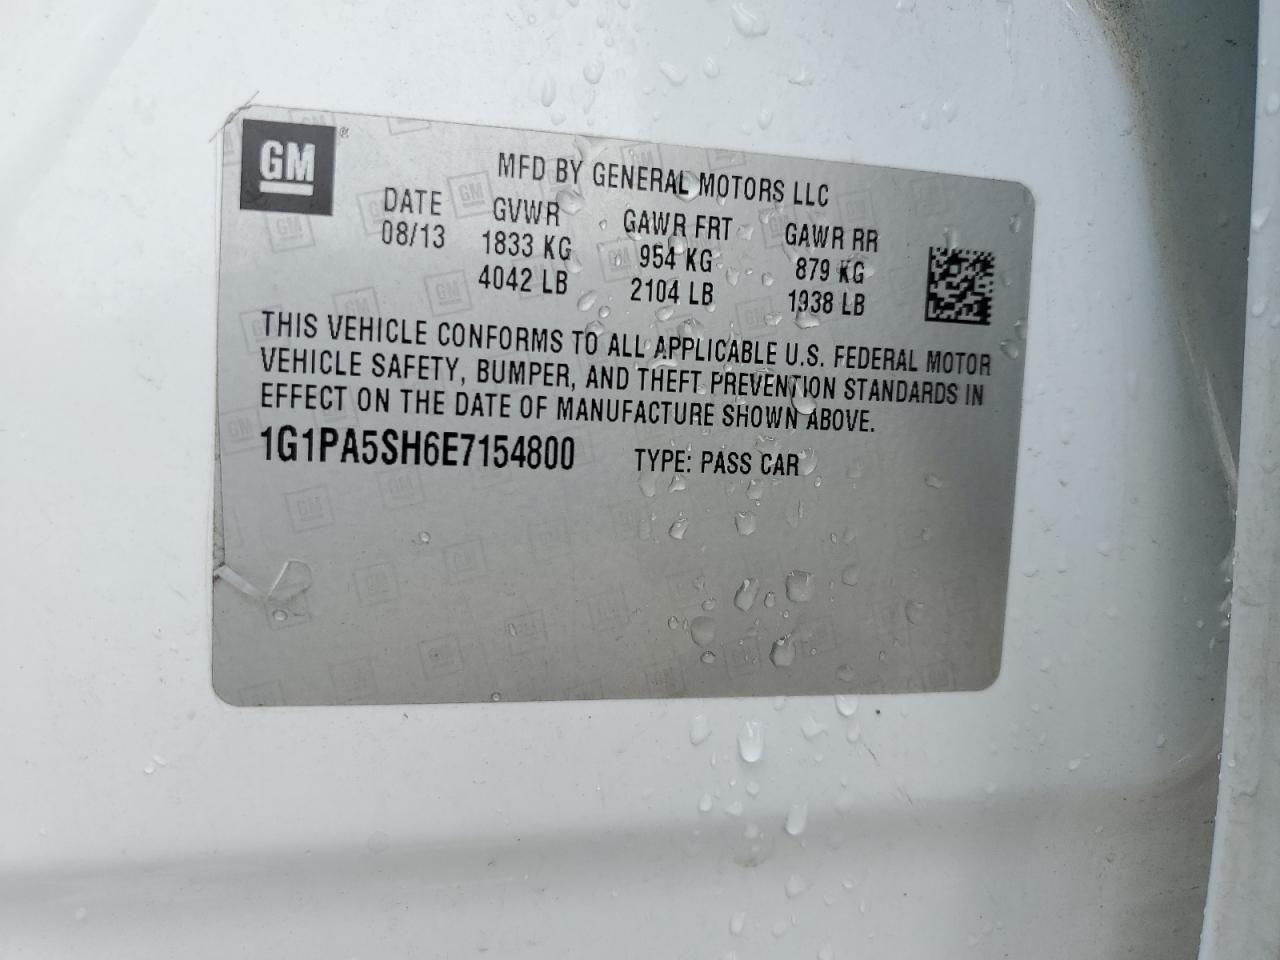 GM ®
MFD BY GENERAL MOTORS LLC
DATE GVWR GAWR FRT GAWR RR
08/13 1833 KG 954 KG 879 KG
4042 LB 2104 LB 1938 LB
THIS VEHICLE CONFORMS TO ALL APPLICABLE U.S. FEDERAL MOTOR
VEHICLE SAFETY, BUMPER, AND THEFT PREVENTION STANDARDS IN
EFFECT ON THE DATE OF MANUFACTURE SHOWN ABOVE.
1G1PA5SH6E7154800 TYPE: PASS CAR